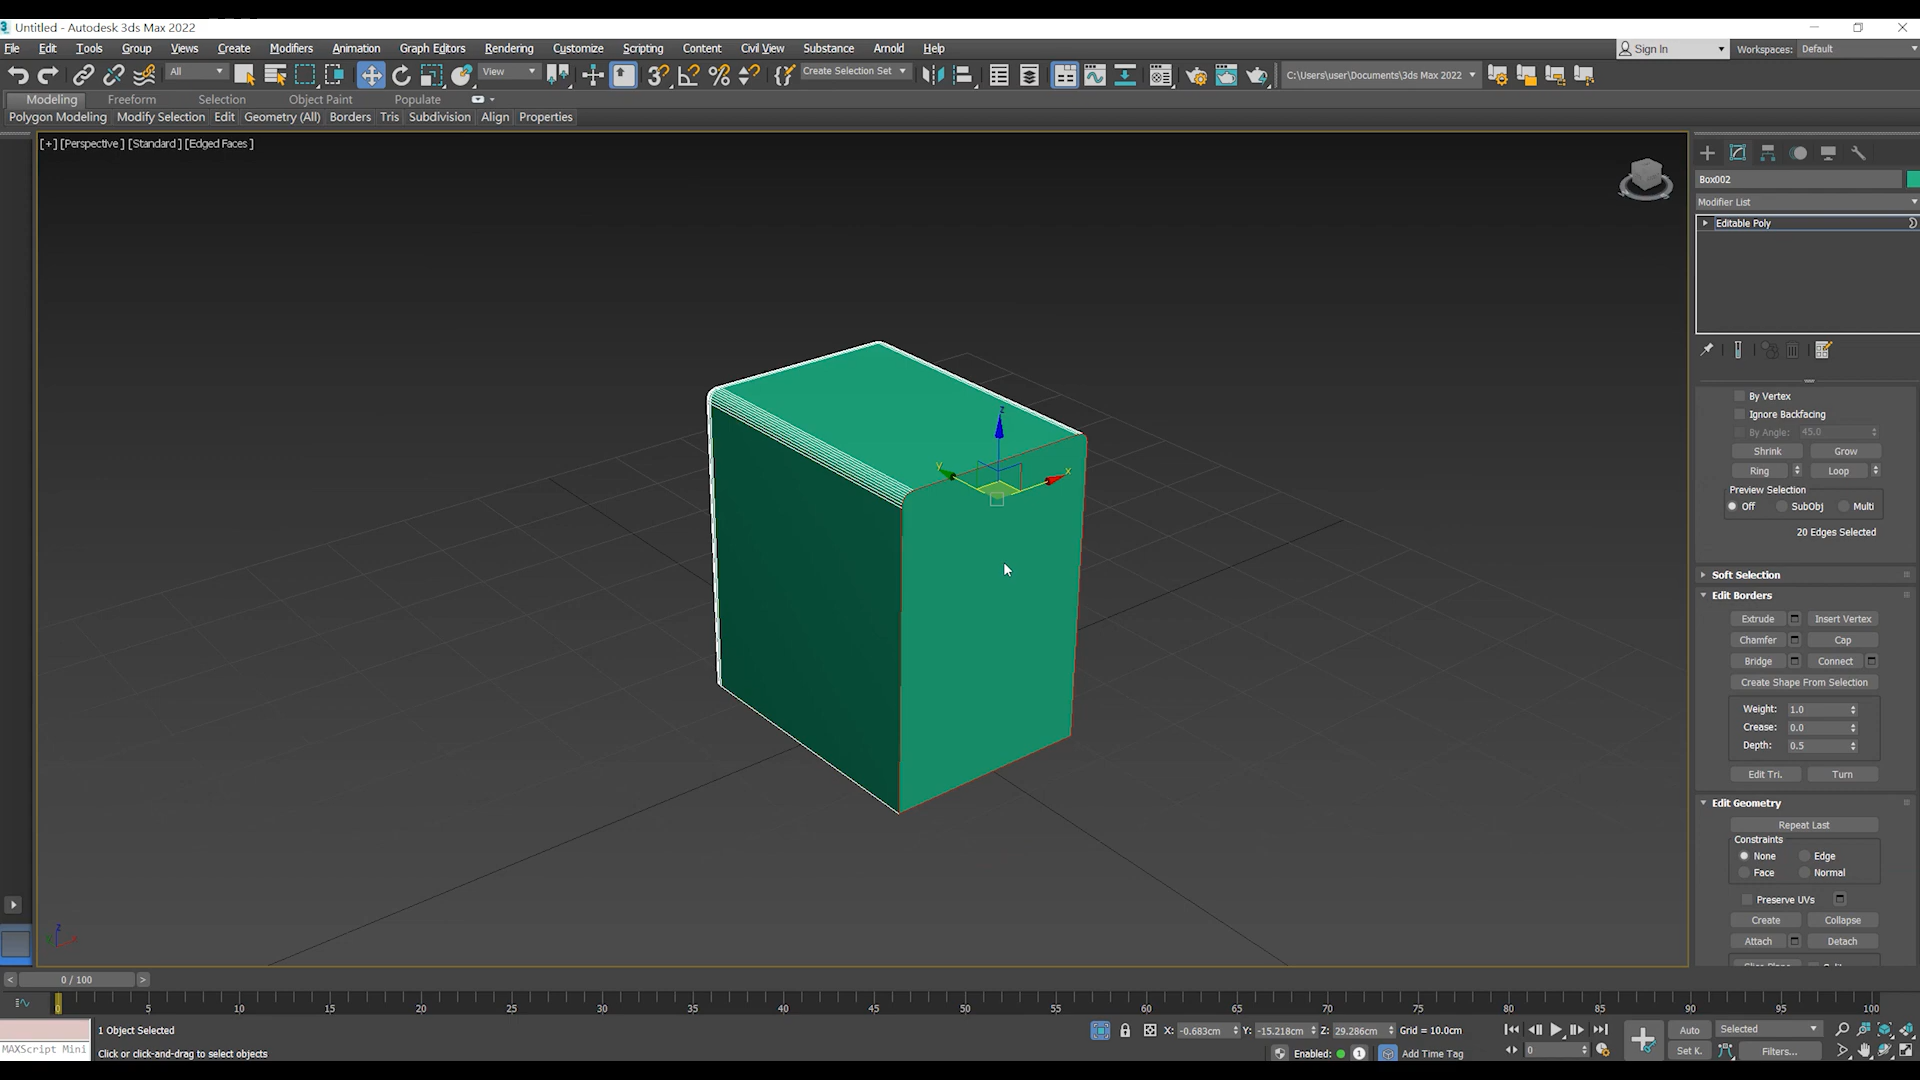 Untitled - Autodesk 3ds Max 2022
File Edit Tools Group Views Create Modifiers Animation Graph Editors Rendering Customize Scripting Content Civil View Substance Arnold Help
Sign In Workspaces: Default
All View Create Selection Set C:\Users\user\Documents\3ds Max 2022
Modeling Freeform Selection Object Paint Populate
Polygon Modeling Modify Selection Edit Geometry (All) Borders Tris Subdivision Align Properties
[+] [Perspective ] [Standard ] [Edged Faces ]
Box002
Modifier List
Editable Poly
By Vertex
Ignore Backfacing
By Angle: 45.0
Shrink Grow
Ring Loop
Preview Selection
Off SubObj Multi
20 Edges Selected
Soft Selection
Edit Borders
Extrude Insert Vertex
Chamfer Cap
Bridge Connect
Create Shape From Selection
Weight: 1.0
Crease: 0.0
Depth: 0.5
Edit Tri. Turn
Edit Geometry
Repeat Last
Constraints
None Edge
Face Normal
Preserve UVs
Create Collapse
Attach Detach
z
y
x
z
< 0 / 100 >
0 5 10 15 20 25 30 35 40 45 50 55 60 65 70 75 80 85 90 95 100
1 Object Selected X: -0.683cm Y: -15.218cm Z: 29.286cm Grid = 10.0cm Auto Selected
MAXScript Mini Click or click-and-drag to select objects Enabled: 1 Add Time Tag 0 Set K. Filters...